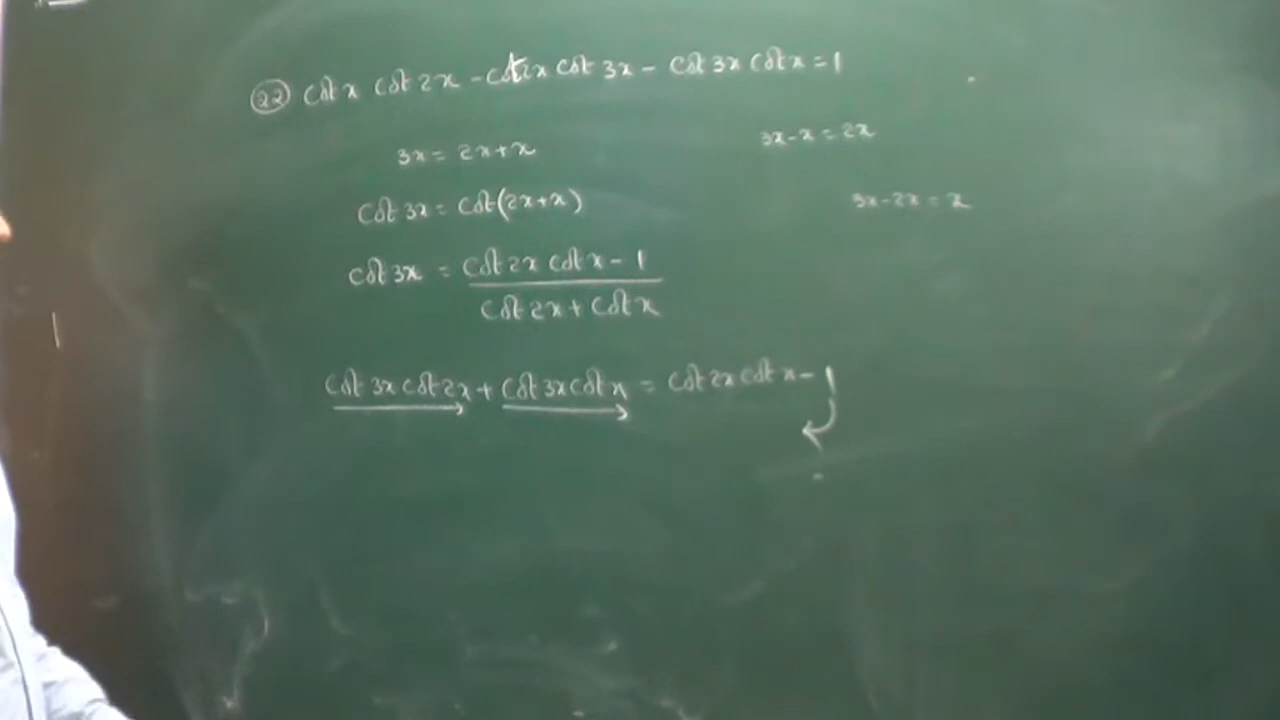 (22) cot x cot 2x - cot 2x cot 3x - cot 3x cot x = 1
3x = 2x + x
3x - x = 2x
cot 3x = cot (2x + x)
3x - 2x = x
cot 3x = cot 2x cot x - 1 / cot 2x + cot x
cot 3x cot 2x + cot 3x cot x = cot 2x cot x - 1